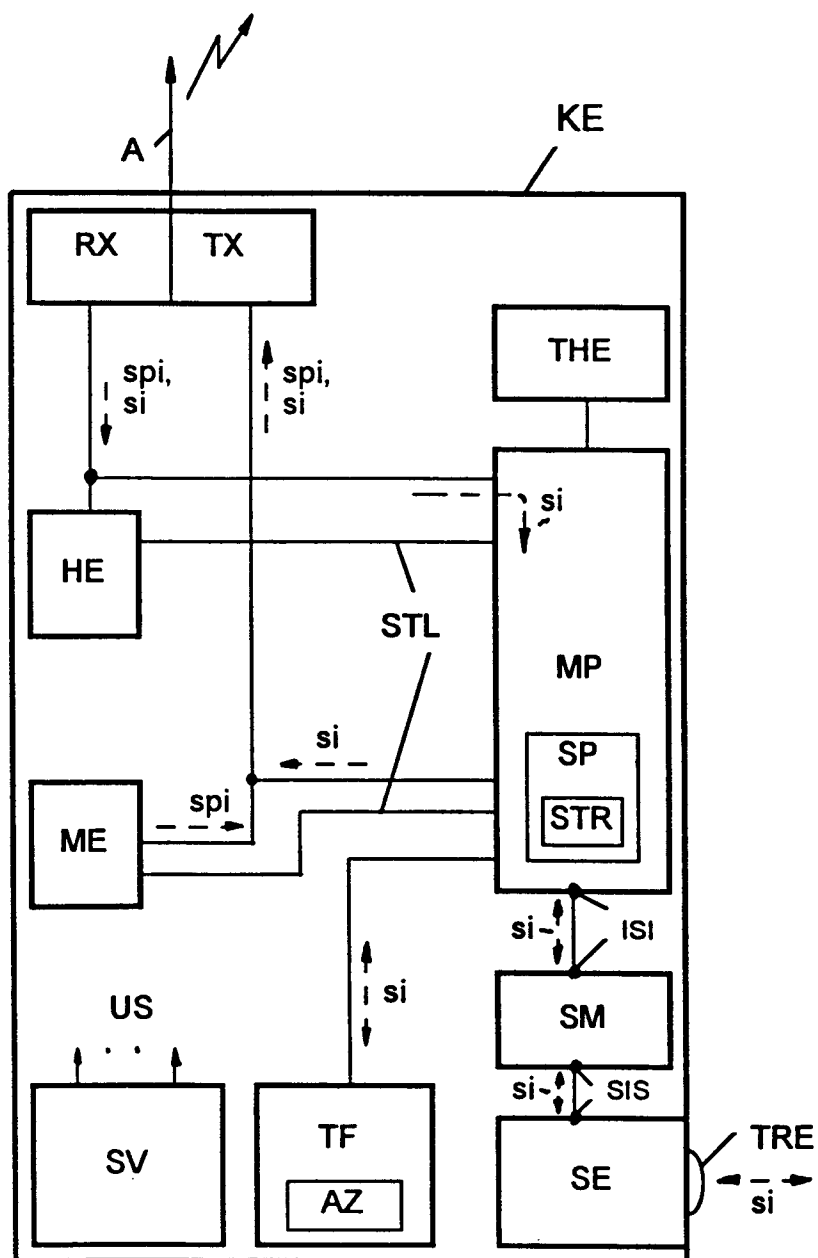 KE
A
RX TX
THE
spi,
si
spi,
si
si
HE
STL
MP
si
SP
STR
spi
ME
si
ISI
si
US
SM
si
SIS
TF
TRE
SV
SE
AZ
si